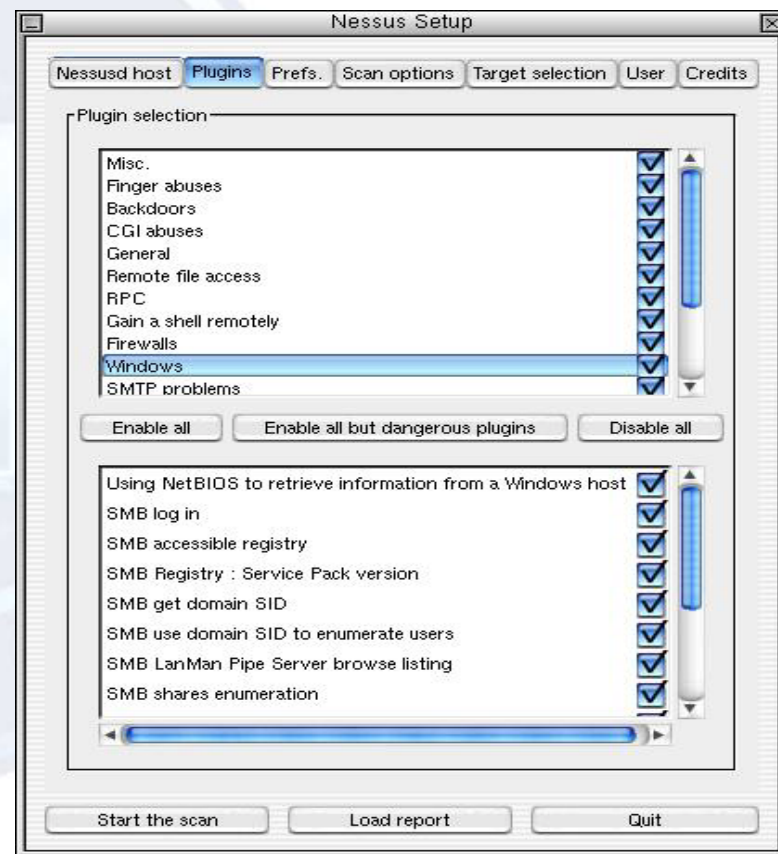 Nessus Setup
Nessusd host Plugins Prefs. Scan options Target selection User Credits
Plugin selection
Misc.
Finger abuses
Backdoors
CGI abuses
General
Remote file access
RPC
Gain a shell remotely
Firewalls
Windows
SMTP problems
Enable all Enable all but dangerous plugins Disable all
Using NetBIOS to retrieve information from a Windows host
SMB log in
SMB accessible registry
SMB Registry : Service Pack version
SMB get domain SID
SMB use domain SID to enumerate users
SMB LanMan Pipe Server browse listing
SMB shares enumeration
Start the scan Load report Quit